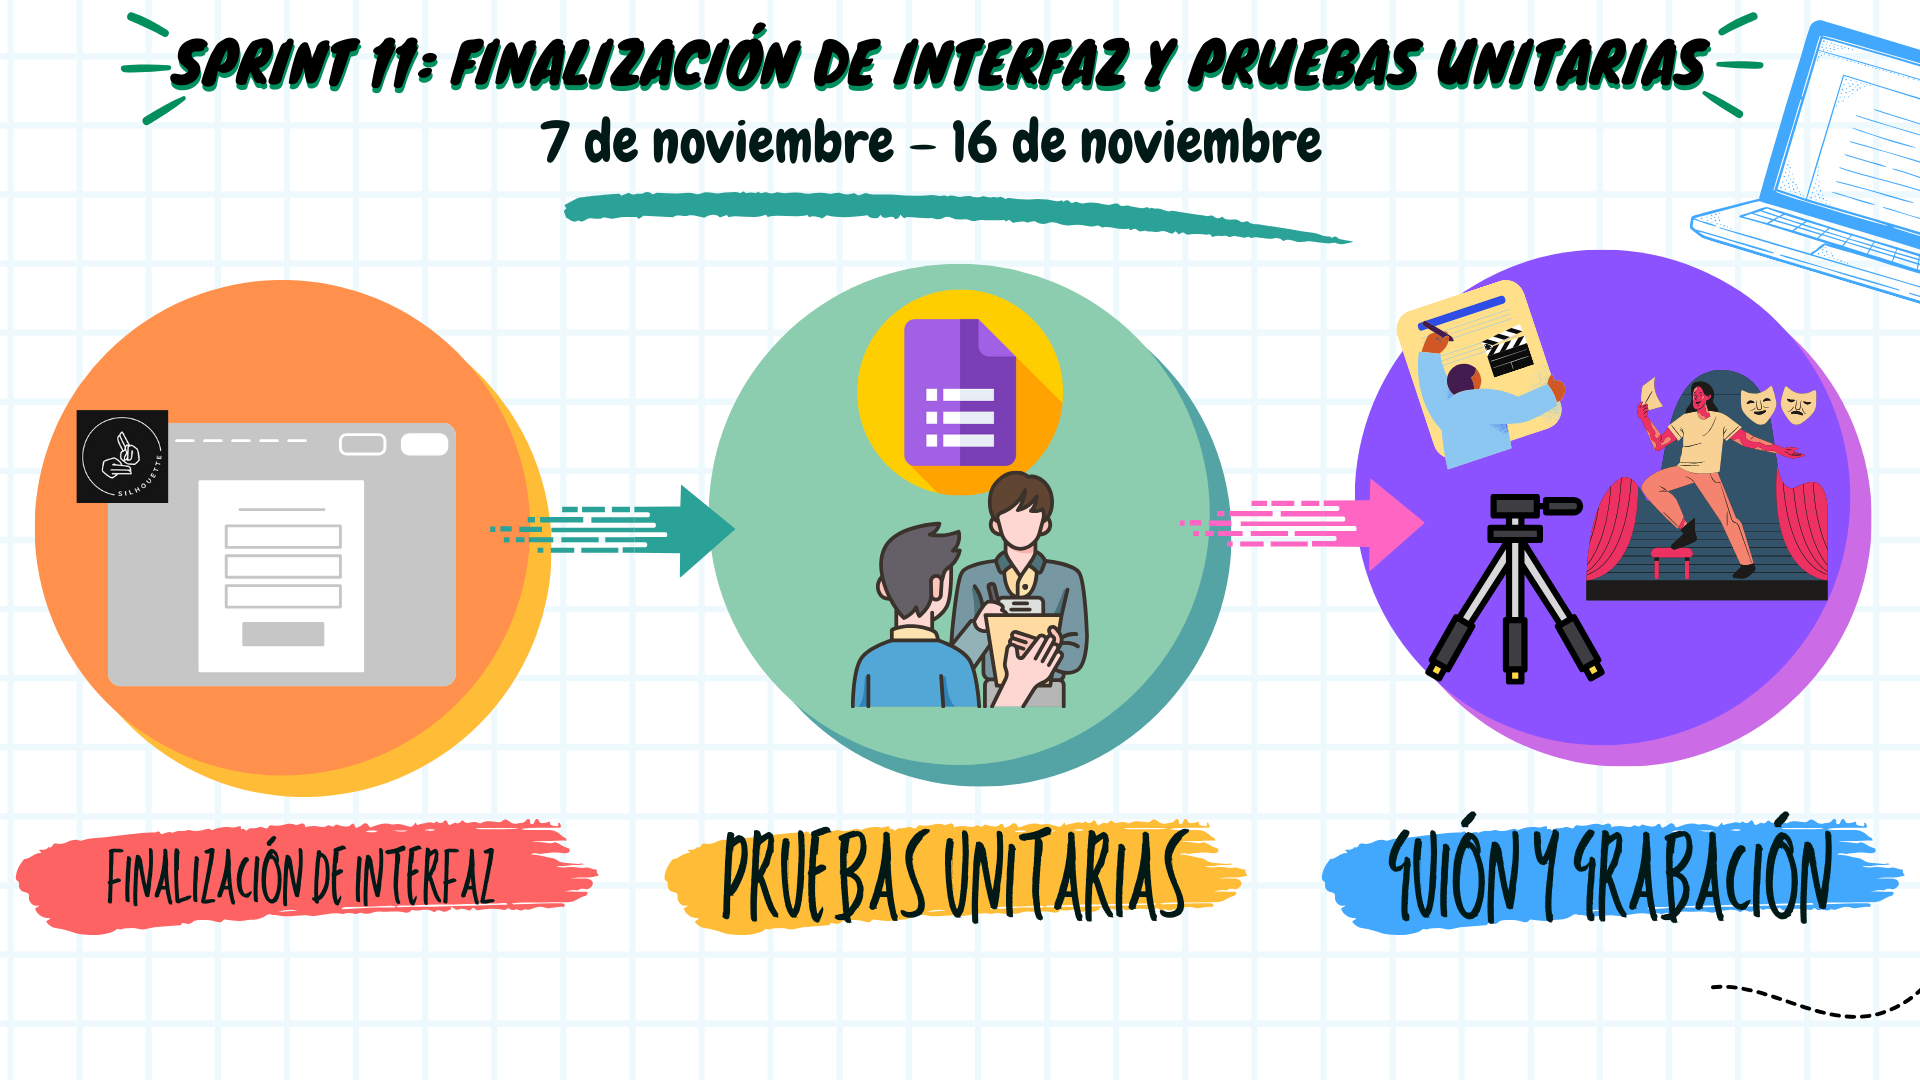 SPRINT 11: FINALIZACIÓN DE INTERFAZ Y PRUEBAS UNITARIAS
7 de noviembre – 16 de noviembre
SILHOUETTE
FINALIZACIÓN DE INTERFAZ
PRUEBAS UNITARIAS
GUIÓN Y GRABACIÓN